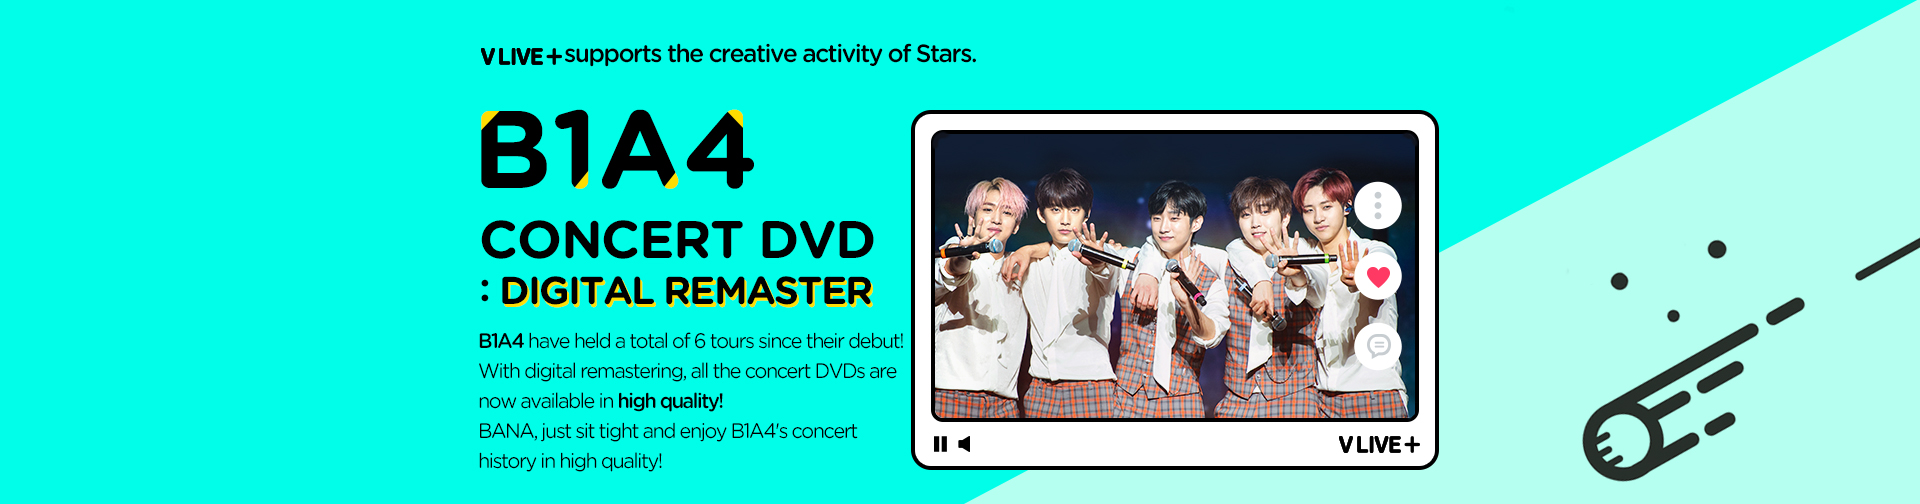 V LIVE+ supports the creative activity of Stars.
B1A4
CONCERT DVD
: DIGITAL REMASTER
B1A4 have held a total of 6 tours since their debut!
With digital remastering, all the concert DVDs are
now available in high quality!
BANA, just sit tight and enjoy B1A4's concert
history in high quality!
V LIVE+